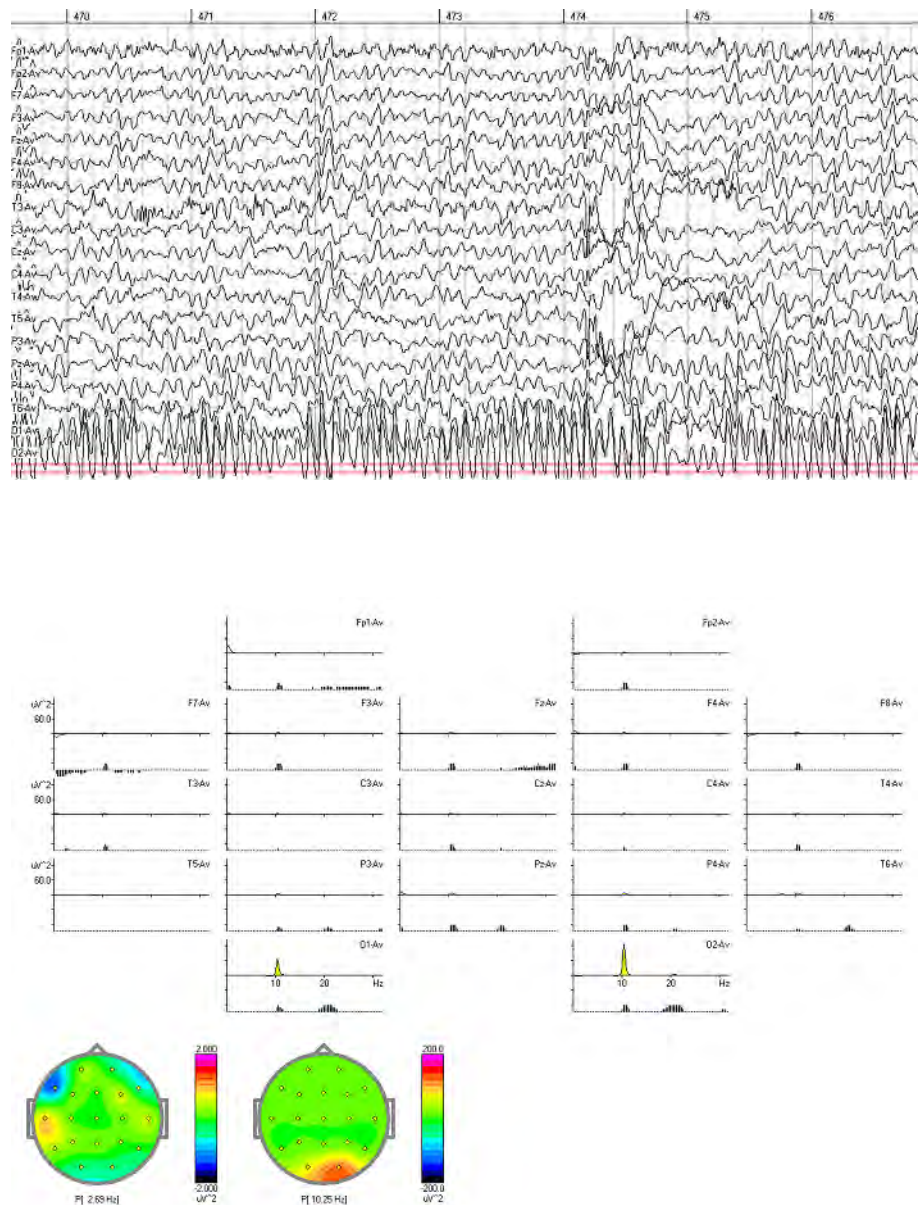 470 471 472 473 474 475 476
Fp1-Av
Fp2-Av
F7-Av
F3-Av
Fz-Av
F4-Av
F8-Av
T3-Av
C3-Av
Cz-Av
C4-Av
T4-Av
T5-Av
P3-Av
Pz-Av
P4-Av
T6-Av
O1-Av
O2-Av
Fp1-Av Fp2-Av
uV^2 F7-Av F3-Av Fz-Av F4-Av F8-Av
60.0
uV^2 T3-Av C3-Av Cz-Av C4-Av T4-Av
60.0
uV^2 T5-Av P3-Av Pz-Av P4-Av T6-Av
60.0
O1-Av O2-Av
10 20 Hz 10 20 Hz
2.000 200.0
-2.000 -200.0
P[ 2.69 Hz] uV^2 P[ 10.25 Hz] uV^2